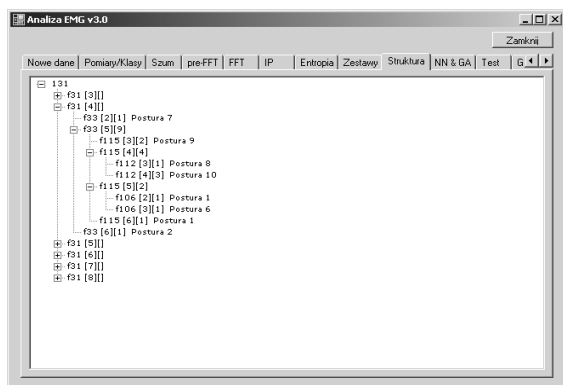 Analiza EMG v3.0
Zamknij
Nowe dane Pomiary/Klasy Szum pre-FFT FFT IP Entropia Zestawy Struktura NN & GA Test G
131
f31 [3][]
f31 [4][]
f33 [2][1] Postura 7
f33 [5][9]
f115 [3][2] Postura 9
f115 [4][4]
f112 [3][1] Postura 8
f112 [4][3] Postura 10
f115 [5][2]
f106 [2][1] Postura 1
f106 [3][1] Postura 6
f115 [6][1] Postura 1
f33 [6][1] Postura 2
f31 [5][]
f31 [6][]
f31 [7][]
f31 [8][]